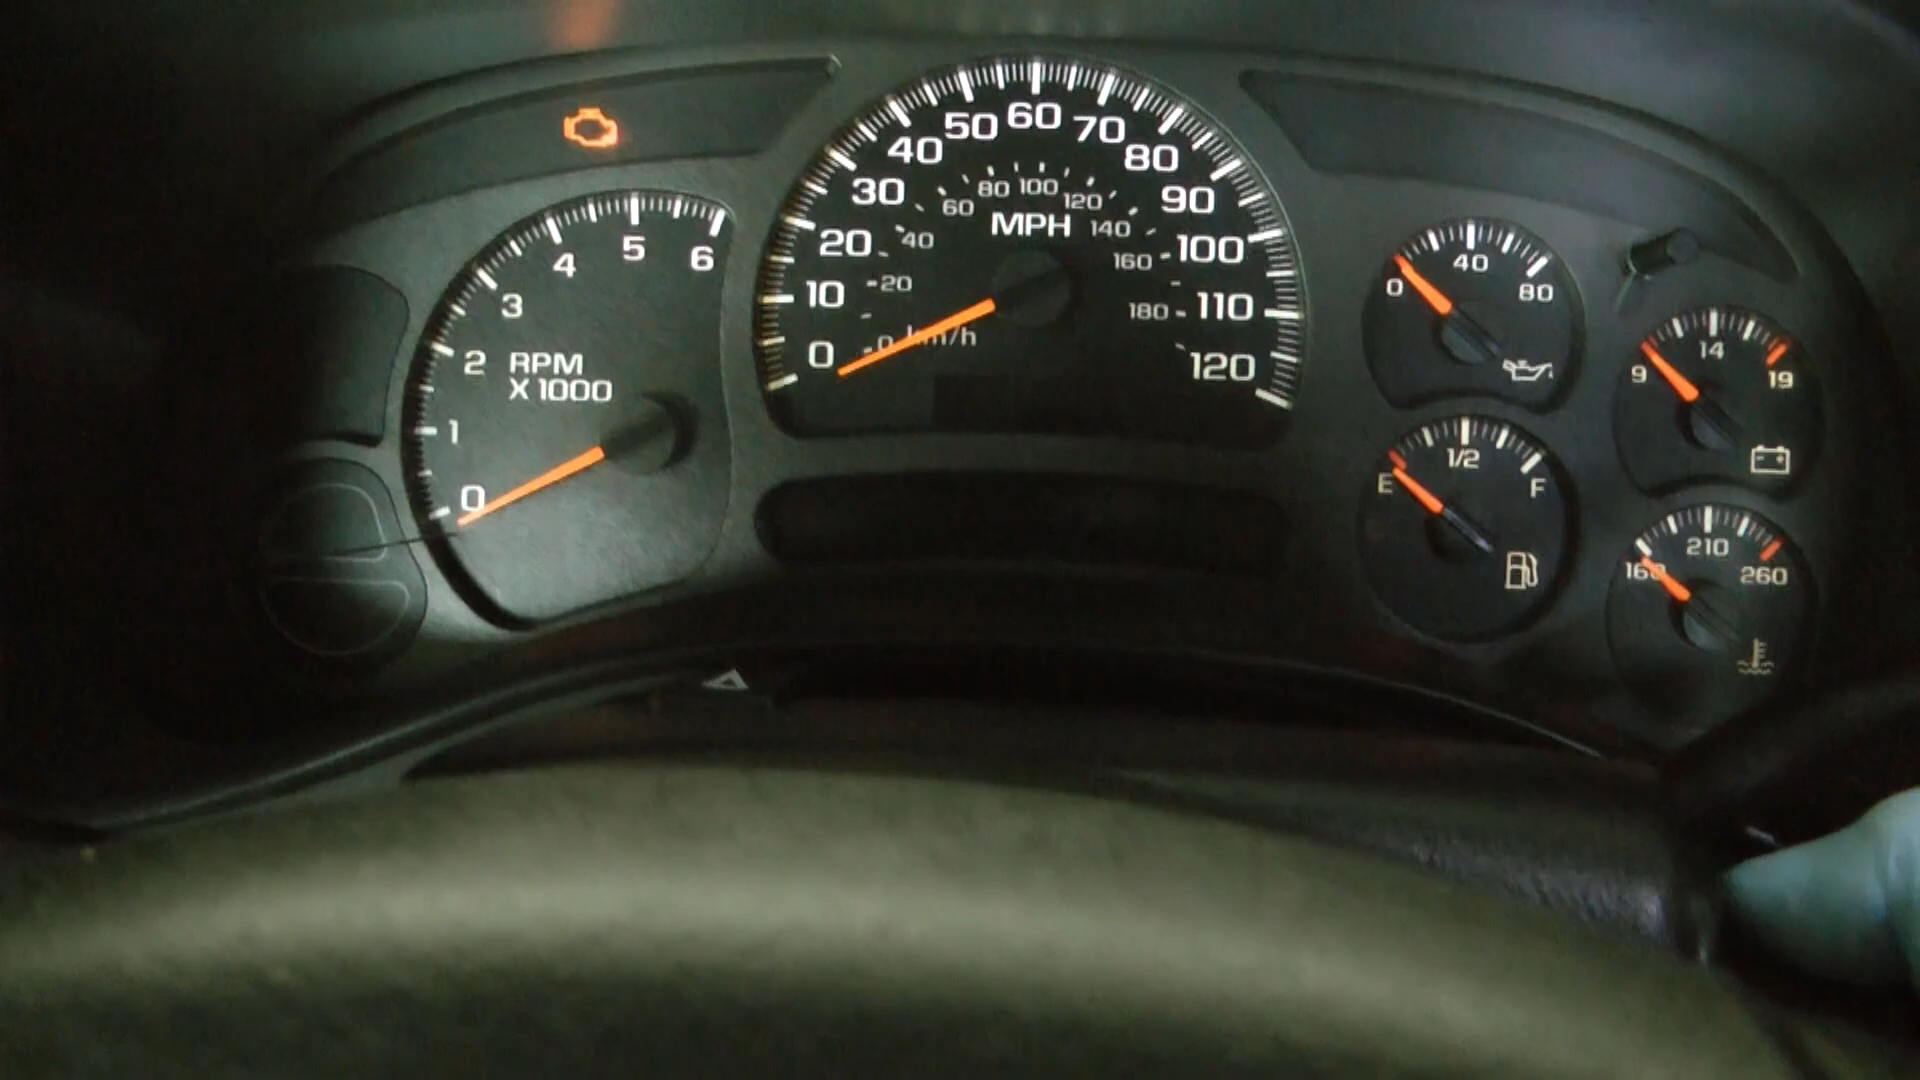 0 1 2 3 4 5 6
RPM
X 1000
0 10 20 30 40 50 60 70 80 90 100 110 120
0 20 40 60 80 100 120 140 160 180
MPH
km/h
0 40 80
9 14 19
E 1/2 F
160 210 260